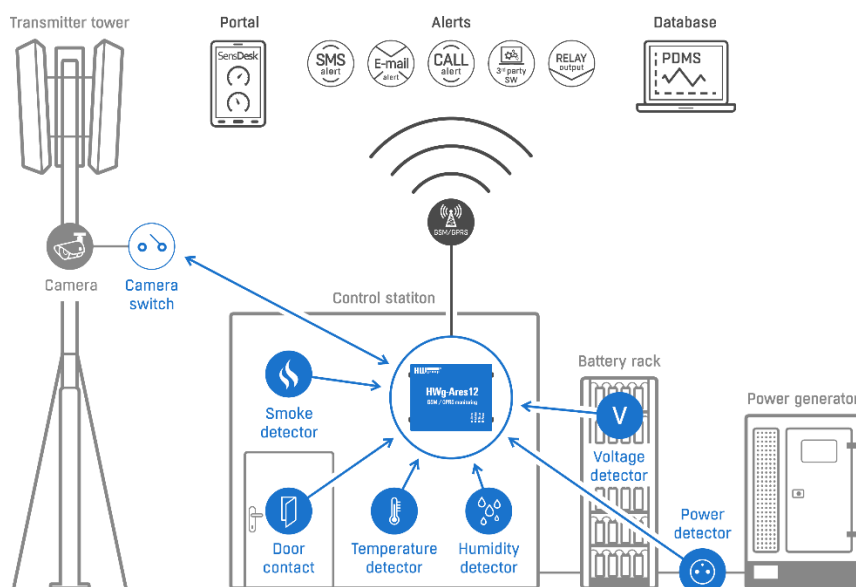 Transmitter tower
Portal
Alerts
Database
SensDesk
SMS
alert
E-mail
alert
CALL
alert
3rd party
SW
RELAY
output
PDMS
GSM/GPRS
Camera
Camera
switch
Control statiton
HWg-Ares12
GSM / GPRS monitoring
Smoke
detector
Battery rack
V
Voltage
detector
Power generator
Power
detector
Door
contact
Temperature
detector
Humidity
detector